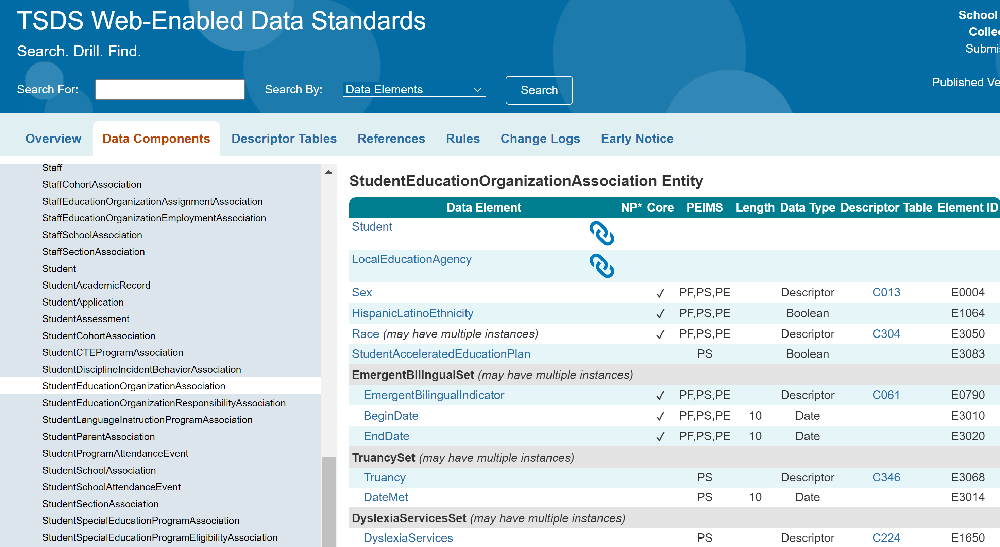 TSDS Web-Enabled Data Standards
Search. Drill. Find.
School
Submi
Published Ve
Search For:
Search By:
Data Elements
Search
Overview
Data Components
Descriptor Tables
References
Rules
Change Logs
Early Notice
Staff
StaffCohortAssociation
StaffEducationOrganizationAssignmentAssociation
StaffEducationOrganizationEmploymentAssociation
StaffSchoolAssociation
StaffSectionAssociation
Student
StudentAcademicRecord
StudentApplication
StudentAssessment
StudentCohortAssociation
StudentCTEProgramAssociation
StudentDisciplineIncidentBehaviorAssociation
StudentEducationOrganizationAssociation
StudentEducationOrganizationResponsibilityAssociation
StudentLanguageInstructionProgramAssociation
StudentParentAssociation
StudentProgramAttendanceEvent
StudentSchoolAssociation
StudentSchoolAttendanceEvent
StudentSectionAssociation
StudentSpecialEducationProgramAssociation
StudentSpecialEducationProgramEligibilityAssociation
StudentEducationOrganizationAssociation Entity
Data Element NP* Core PEIMS Length Data Type Descriptor Table Element ID
Student
LocalEducationAgency
Sex ✓ PF,PS,PE Descriptor C013 E0004
HispanicLatinoEthnicity ✓ PF,PS,PE Boolean E1064
Race (may have multiple instances) ✓ PF,PS,PE Descriptor C304 E3050
StudentAcceleratedEducationPlan PS Boolean E3083
EmergentBilingualSet (may have multiple instances)
EmergentBilingualIndicator ✓ PF,PS,PE Descriptor C061 E0790
BeginDate ✓ PF,PS,PE 10 Date E3010
EndDate ✓ PF,PS,PE 10 Date E3020
TruancySet (may have multiple instances)
Truancy PS Descriptor C346 E3068
DateMet PS 10 Date E3014
DyslexiaServicesSet (may have multiple instances)
DyslexiaServices PS Descriptor C224 E1650